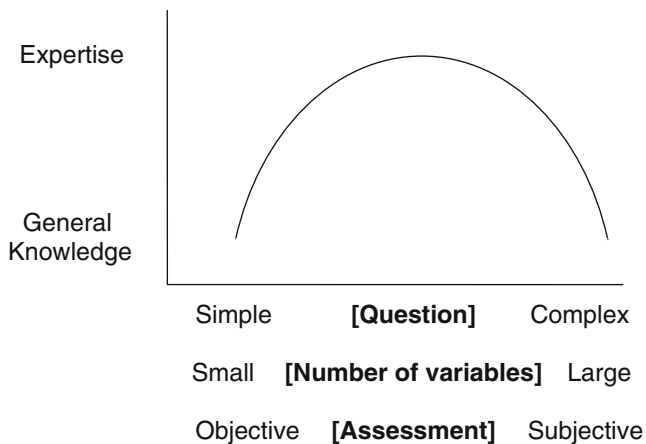 Expertise
General
Knowledge
Simple [Question] Complex
Small [Number of variables] Large
Objective [Assessment] Subjective